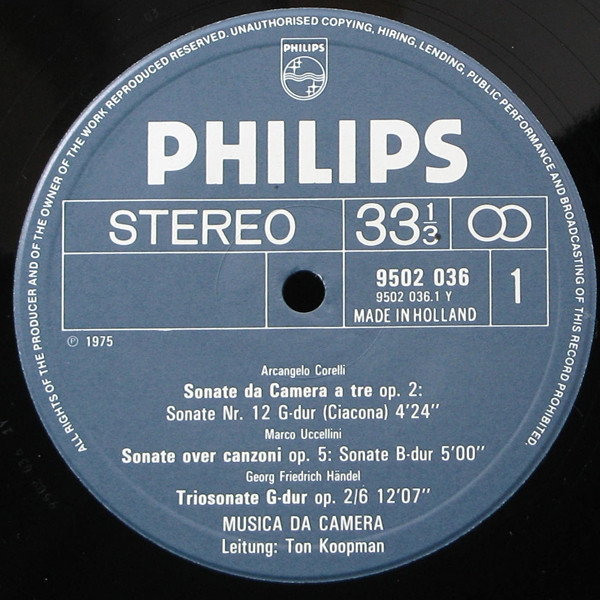 ALL RIGHTS OF THE PRODUCER AND OF THE OWNER OF THE WORK REPRODUCED RESERVED. UNAUTHORISED COPYING, HIRING, LENDING, PUBLIC PERFORMANCE AND BROADCASTING OF THIS RECORD PROHIBITED.
PHILIPS
PHILIPS
STEREO
33 1/3
9502 036
9502 036.1 Y
MADE IN HOLLAND
1
℗ 1975
Arcangelo Corelli
Sonate da Camera a tre op. 2:
Sonate Nr. 12 G-dur (Ciacona) 4'24''
Marco Uccellini
Sonate over canzoni op. 5: Sonate B-dur 5'00''
Georg Friedrich Händel
Triosonate G-dur op. 2/6 12'07''
MUSICA DA CAMERA
Leitung: Ton Koopman